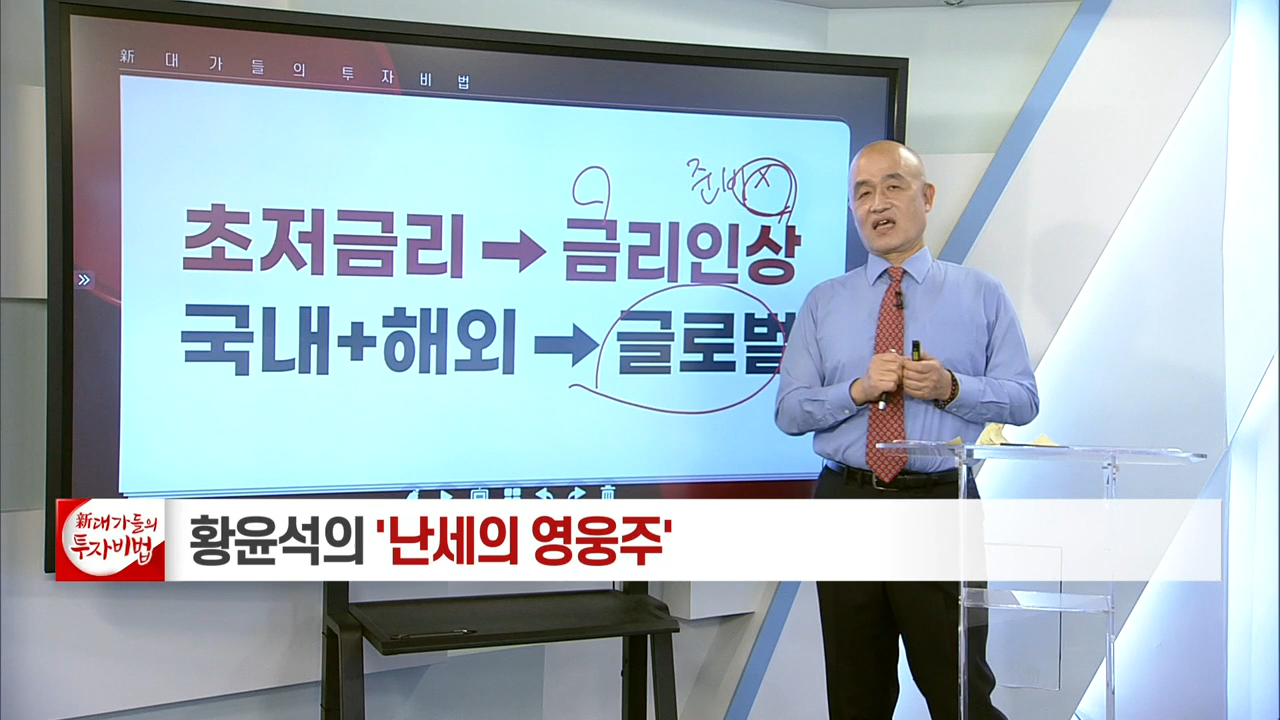 新 대 가 들 의 투 자 비 법
준비 X
초저금리 → 금리인상
국내+해외 → 글로벌
新대가들의
투자비법
황윤석의 '난세의 영웅주'